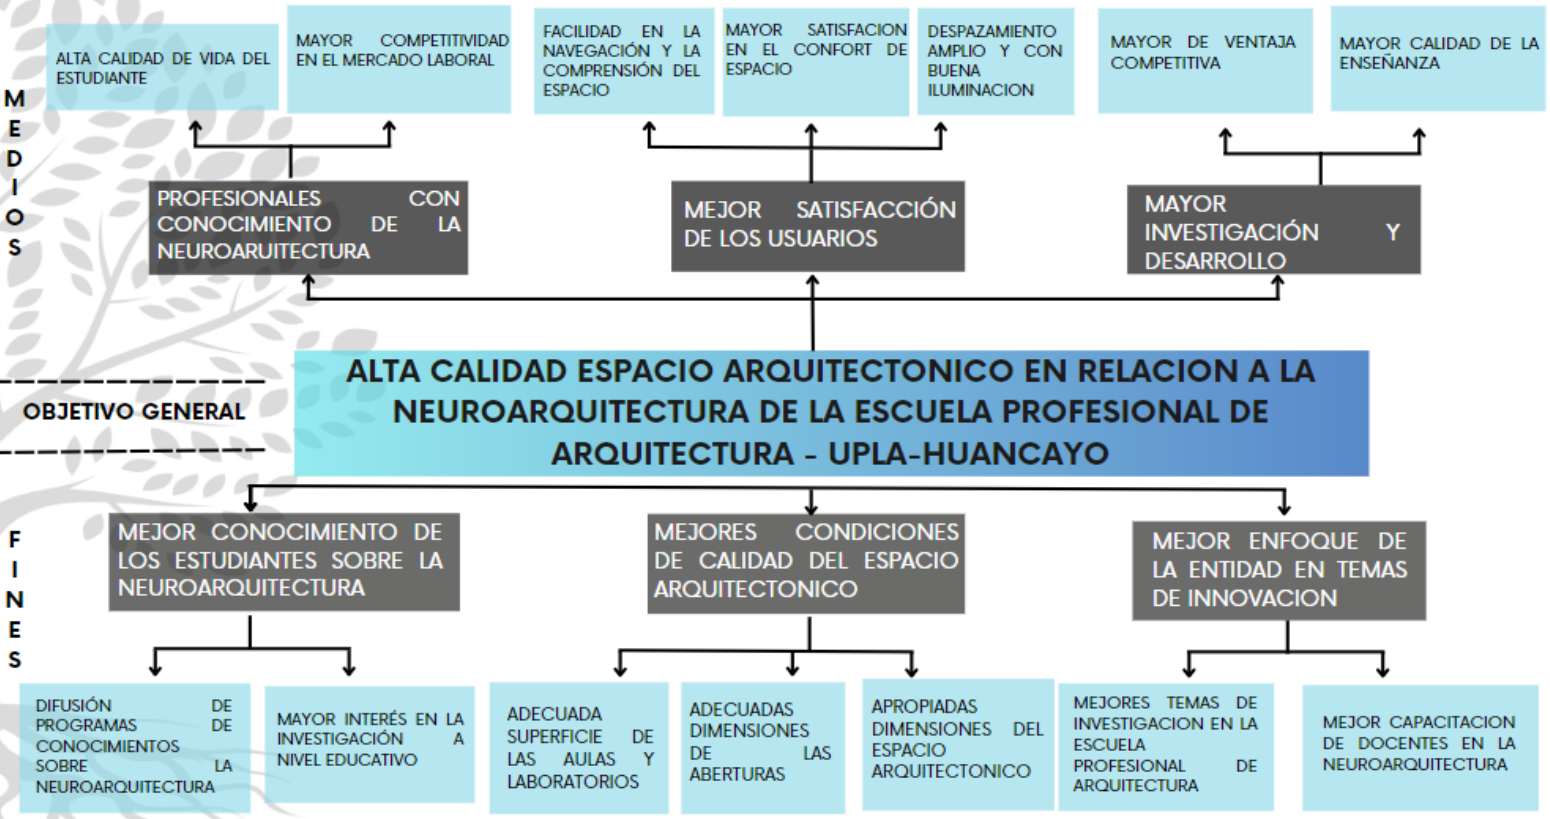 ALTA CALIDAD DE VIDA DEL
ESTUDIANTE
MAYOR COMPETITIVIDAD
EN EL MERCADO LABORAL
FACILIDAD EN LA
NAVEGACIÓN Y LA
COMPRENSIÓN DEL
ESPACIO
MAYOR SATISFACION
EN EL CONFORT DE
ESPACIO
DESPAZAMIENTO
AMPLIO Y CON
BUENA
ILUMINACION
MAYOR DE VENTAJA
COMPETITIVA
MAYOR CALIDAD DE LA
ENSEÑANZA
MEDIOS
PROFESIONALES CON
CONOCIMIENTO DE LA
NEUROARUITECTURA
MEJOR SATISFACCIÓN
DE LOS USUARIOS
MAYOR
INVESTIGACIÓN Y
DESARROLLO
OBJETIVO GENERAL
ALTA CALIDAD ESPACIO ARQUITECTONICO EN RELACION A LA
NEUROARQUITECTURA DE LA ESCUELA PROFESIONAL DE
ARQUITECTURA - UPLA-HUANCAYO
FINES
MEJOR CONOCIMIENTO DE
LOS ESTUDIANTES SOBRE LA
NEUROARQUITECTURA
MEJORES CONDICIONES
DE CALIDAD DEL ESPACIO
ARQUITECTONICO
MEJOR ENFOQUE DE
LA ENTIDAD EN TEMAS
DE INNOVACION
DIFUSIÓN DE
PROGRAMAS DE
CONOCIMIENTOS
SOBRE LA
NEUROARQUITECTURA
MAYOR INTERÉS EN LA
INVESTIGACIÓN A
NIVEL EDUCATIVO
ADECUADA
SUPERFICIE DE
LAS AULAS Y
LABORATORIOS
ADECUADAS
DIMENSIONES
DE LAS
ABERTURAS
APROPIADAS
DIMENSIONES DEL
ESPACIO
ARQUITECTONICO
MEJORES TEMAS DE
INVESTIGACION EN LA
ESCUELA
PROFESIONAL DE
ARQUITECTURA
MEJOR CAPACITACION
DE DOCENTES EN LA
NEUROARQUITECTURA